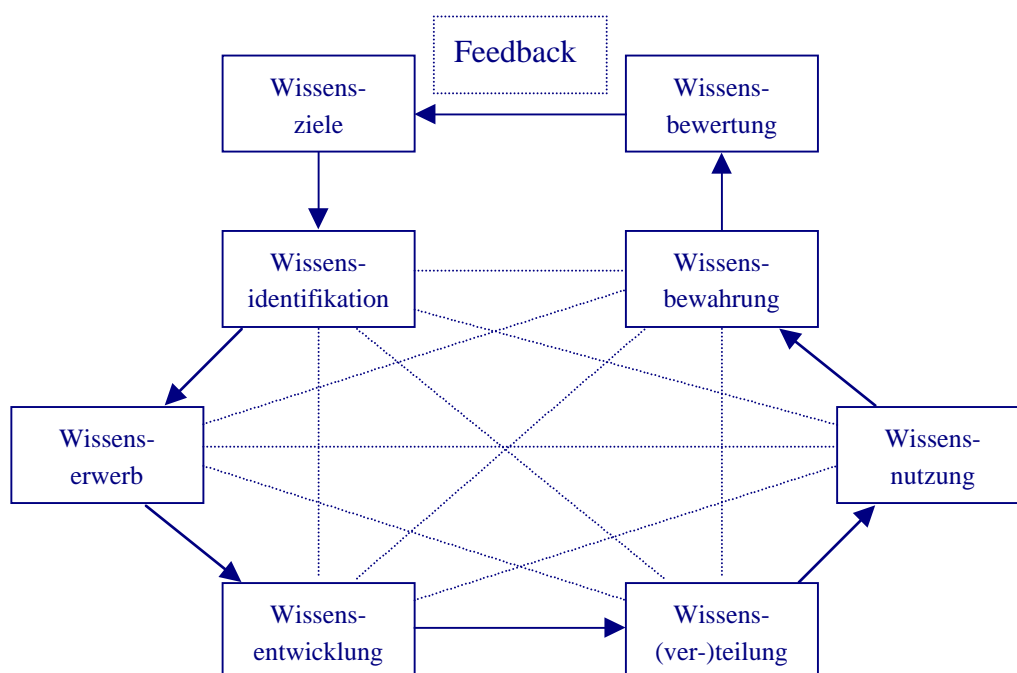 Feedback
Wissens-
ziele
Wissens-
bewertung
Wissens-
identifikation
Wissens-
bewahrung
Wissens-
erwerb
Wissens-
nutzung
Wissens-
entwicklung
Wissens-
(ver-)teilung